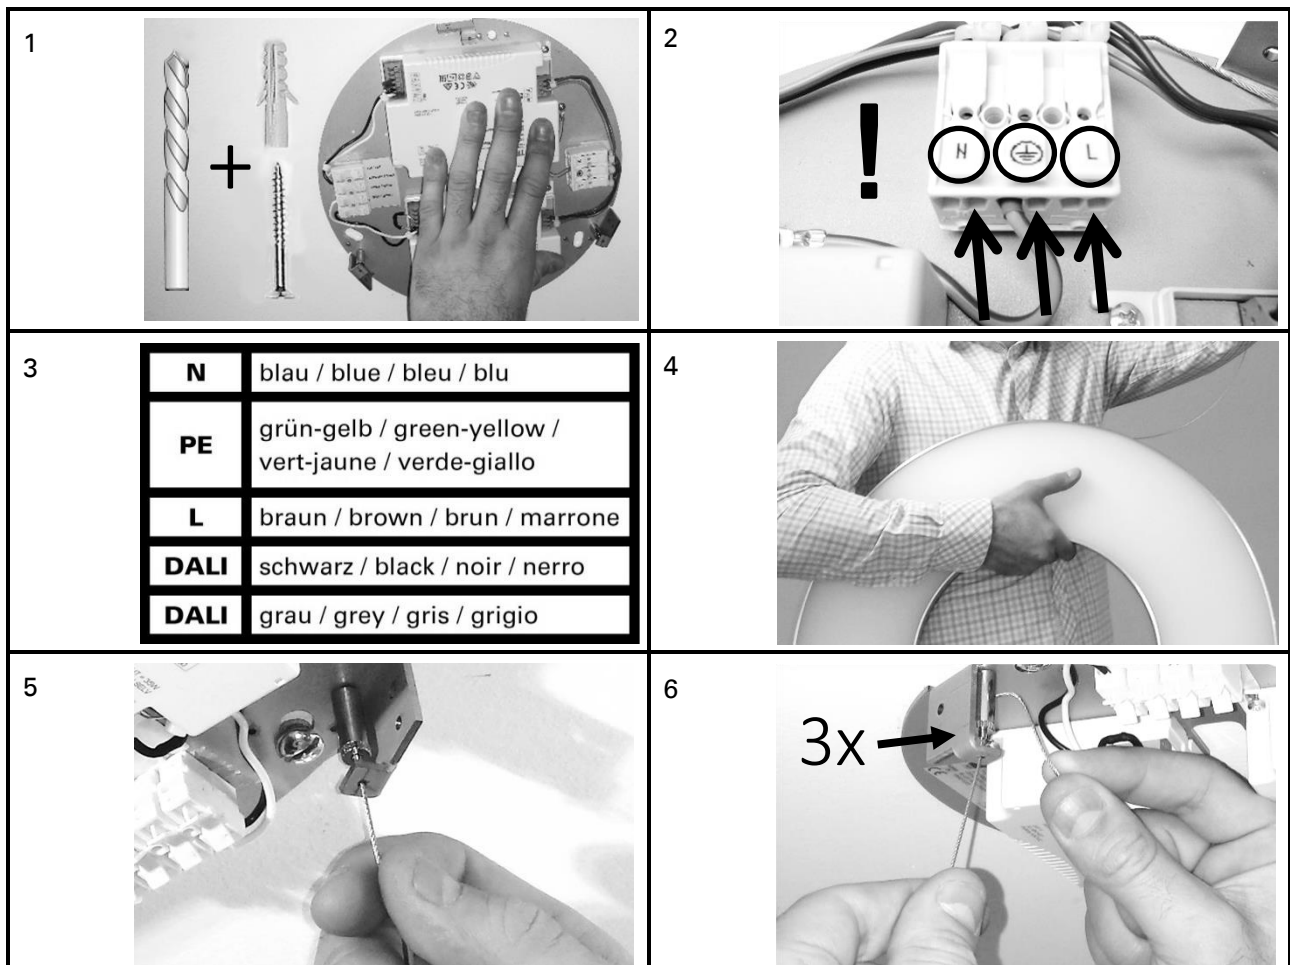 1
2
N
L
3
N
blau / blue / bleu / blu
PE
grün-gelb / green-yellow /
vert-jaune / verde-giallo
L
braun / brown / brun / marrone
DALI
schwarz / black / noir / nerro
DALI
grau / grey / gris / grigio
4
5
6
3x